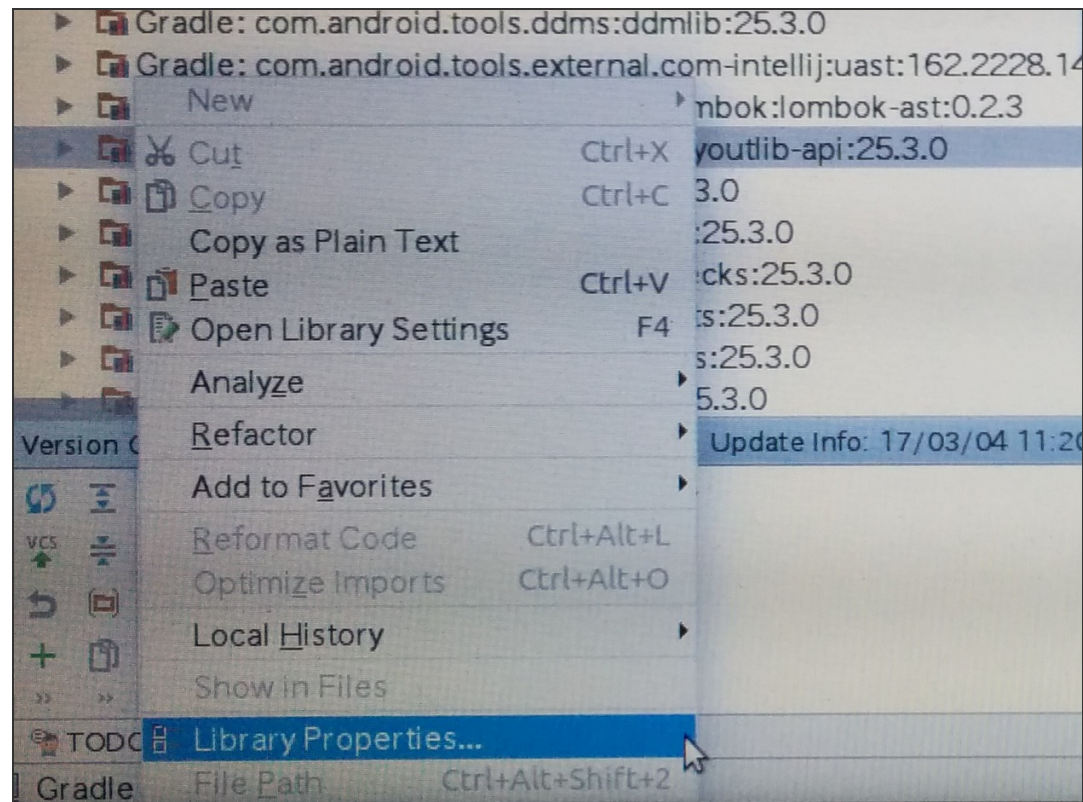 Gradle: com.android.tools.ddms:ddmlib:25.3.0
Gradle: com.android.tools.external.com-intellij:uast:162.2228.14
New
mbok:lombok-ast:0.2.3
Cut Ctrl+X
youtlib-api:25.3.0
Copy Ctrl+C
3.0
Copy as Plain Text
:25.3.0
Paste Ctrl+V
cks:25.3.0
Open Library Settings F4
ts:25.3.0
s:25.3.0
Analyze
5.3.0
Refactor
Version C
Update Info: 17/03/04 11:20
Add to Favorites
VCS
Reformat Code Ctrl+Alt+L
Optimize Imports Ctrl+Alt+O
Local History
Show in Files
TODO
Library Properties...
Gradle
File Path Ctrl+Alt+Shift+2